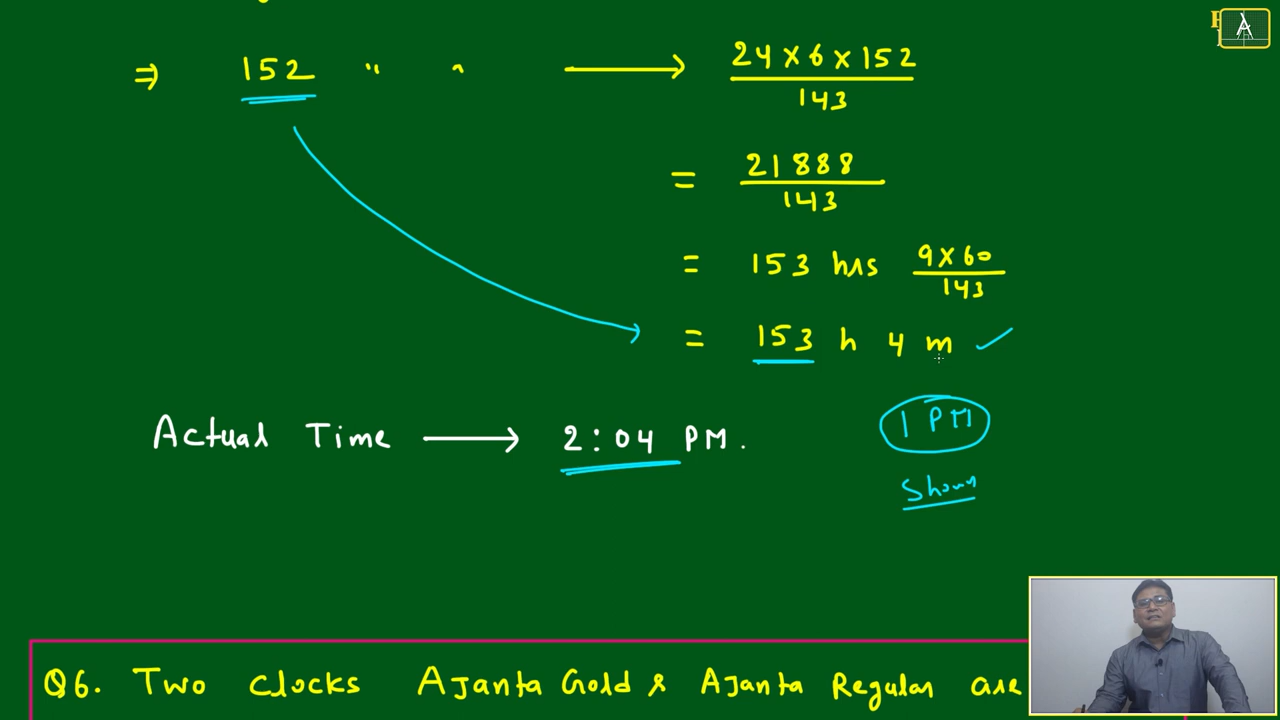 ⇒ 152 " " ⟶ 24 × 6 × 152 / 143
= 21888 / 143
= 153 hrs 9 × 60 / 143
= 153 h 4 m ✓
Actual Time ⟶ 2:04 PM.
1 PM
Shows
Q6. Two clocks Ajanta Gold & Ajanta Regular are